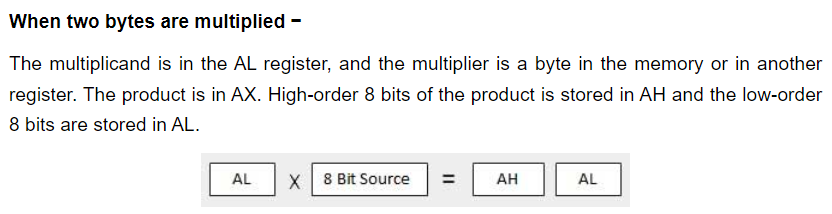 When two bytes are multiplied −
The multiplicand is in the AL register, and the multiplier is a byte in the memory or in another
register. The product is in AX. High-order 8 bits of the product is stored in AH and the low-order
8 bits are stored in AL.
AL X 8 Bit Source = AH AL